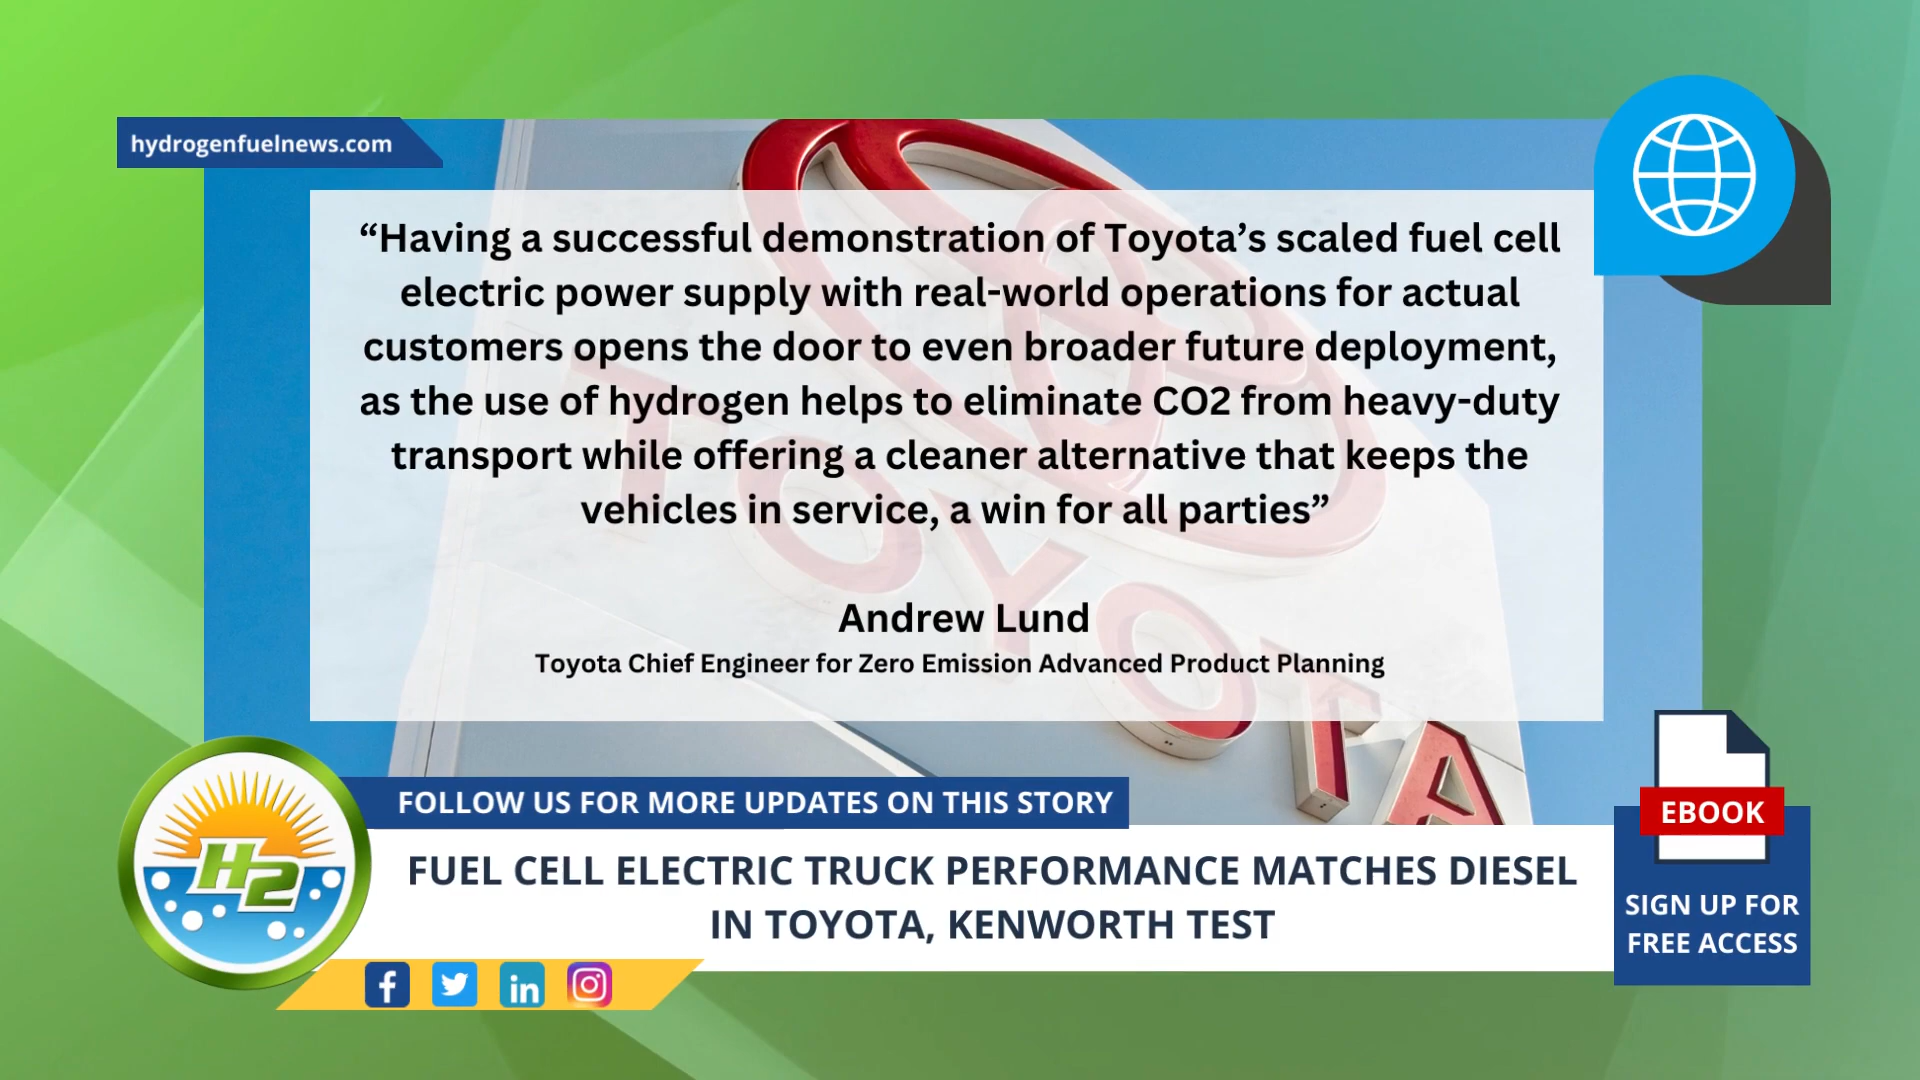 hydrogenfuelnews.com
“Having a successful demonstration of Toyota’s scaled fuel cell
electric power supply with real-world operations for actual
customers opens the door to even broader future deployment,
as the use of hydrogen helps to eliminate CO2 from heavy-duty
transport while offering a cleaner alternative that keeps the
vehicles in service, a win for all parties”
Andrew Lund
Toyota Chief Engineer for Zero Emission Advanced Product Planning
TOYOTA
FOLLOW US FOR MORE UPDATES ON THIS STORY
H2
FUEL CELL ELECTRIC TRUCK PERFORMANCE MATCHES DIESEL
IN TOYOTA, KENWORTH TEST
EBOOK
SIGN UP FOR
FREE ACCESS
f
in